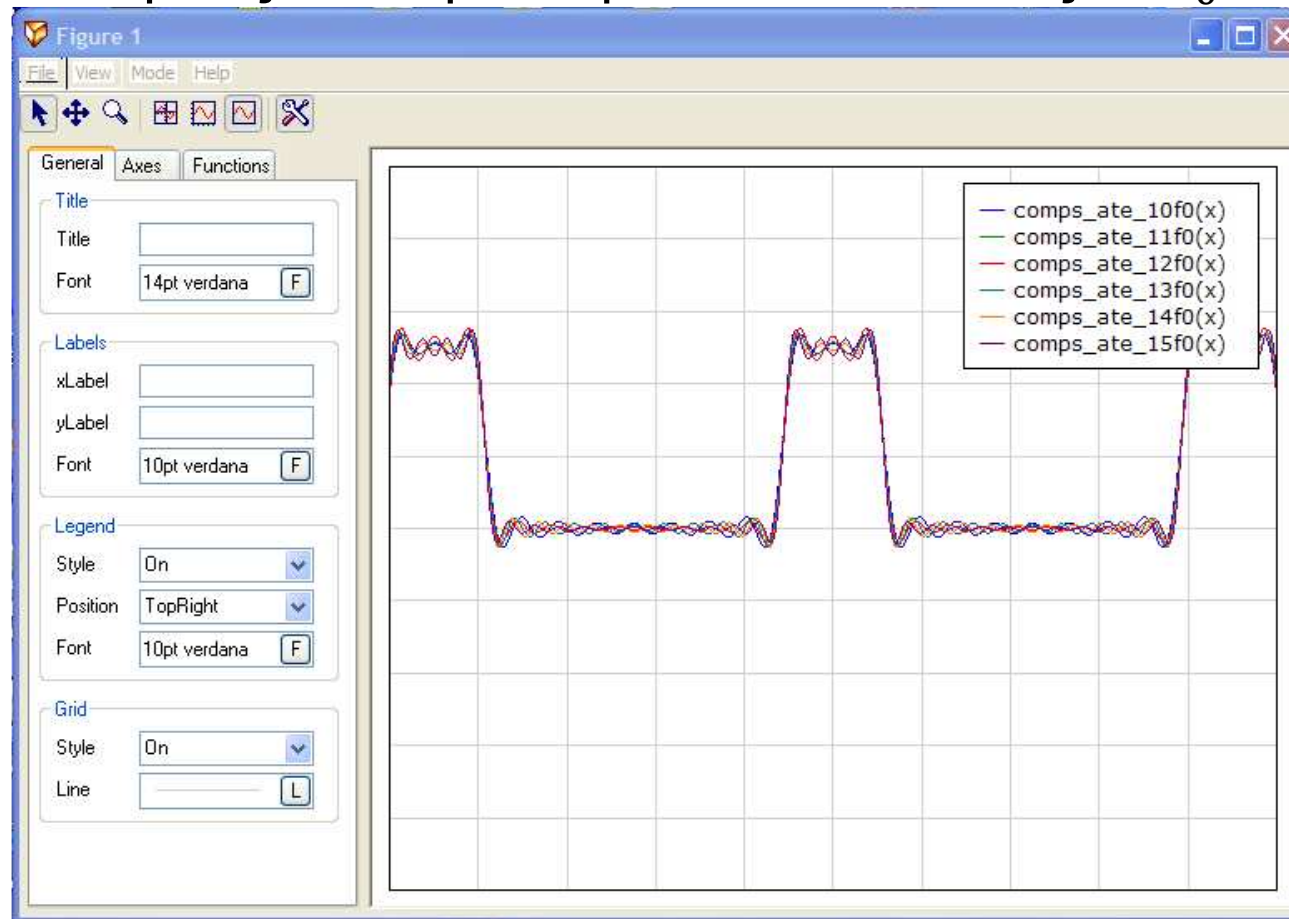 Figure 1
File View Mode Help
General Axes Functions
Title
Title
Font 14pt verdana F
Labels
xLabel
yLabel
Font 10pt verdana F
Legend
Style On
Position TopRight
Font 10pt verdana F
Grid
Style On
Line L
comps_ate_10f0(x)
comps_ate_11f0(x)
comps_ate_12f0(x)
comps_ate_13f0(x)
comps_ate_14f0(x)
comps_ate_15f0(x)